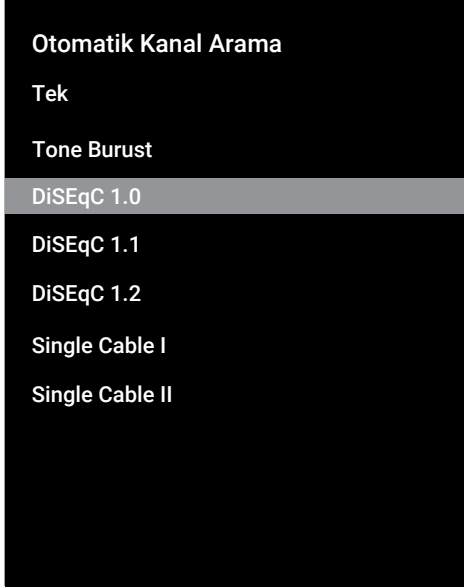 Otomatik Kanal Arama
Tek
Tone Burust
DiSEqC 1.0
DiSEqC 1.1
DiSEqC 1.2
Single Cable I
Single Cable II